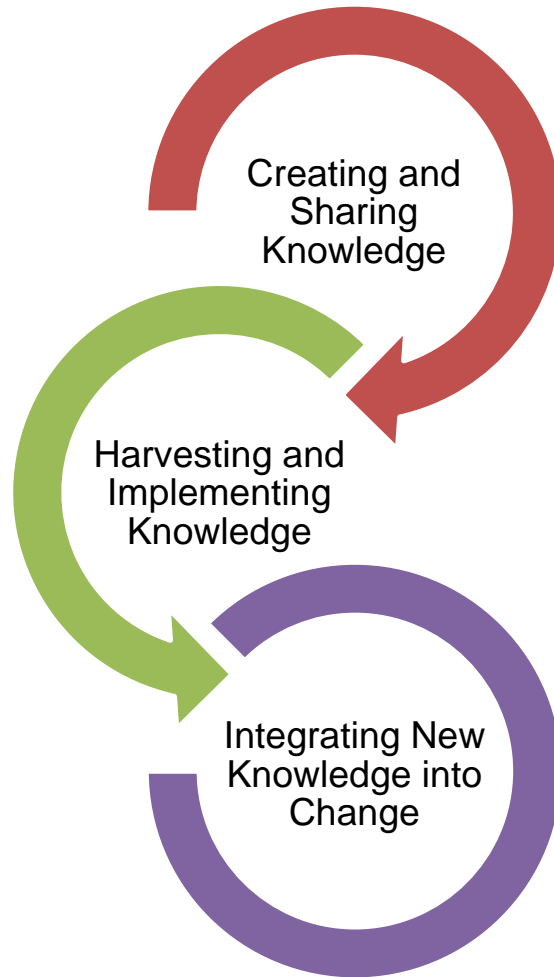 Creating and
Sharing
Knowledge
Harvesting and
Implementing
Knowledge
Integrating New
Knowledge into
Change